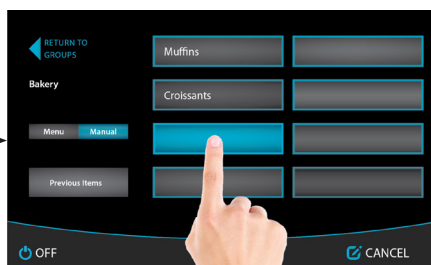 RETURN TO
GROUPS
Muffins
Bakery
Croissants
Menu Manual
Previous Items
OFF
CANCEL